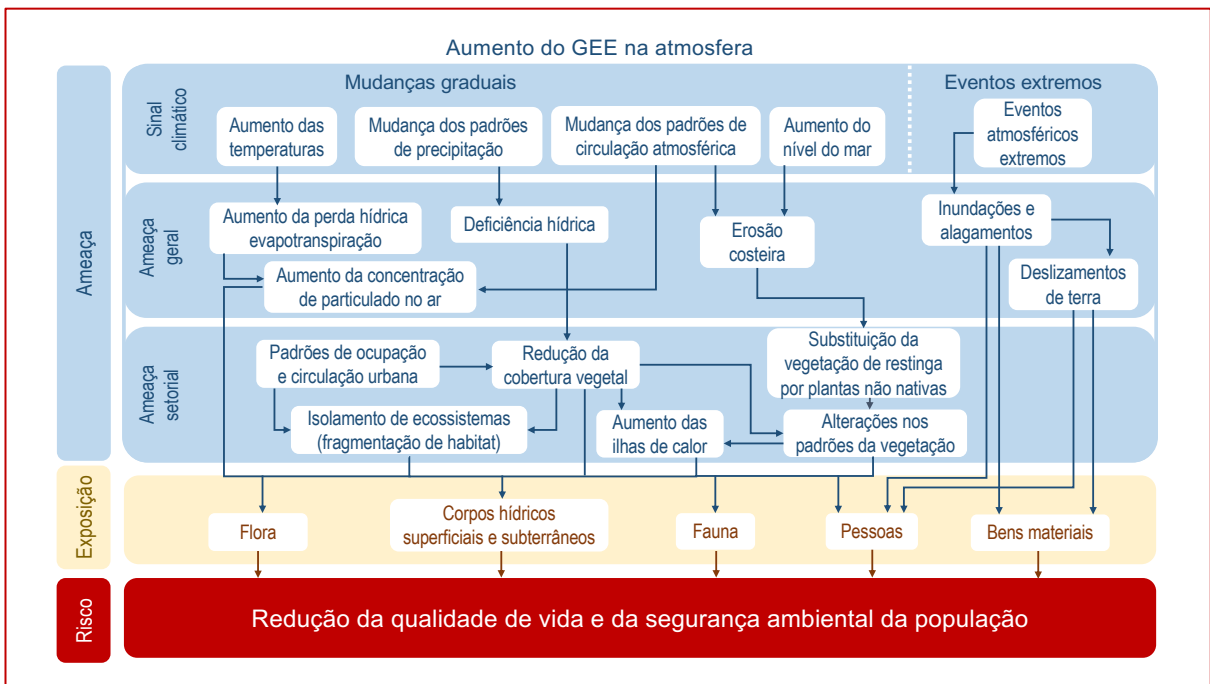 Aumento do GEE na atmosfera
Ameaça
Sinal
climático
Mudanças graduais
Eventos extremos
Aumento das
temperaturas
Mudança dos padrões
de precipitação
Mudança dos padrões de
circulação atmosférica
Aumento do
nível do mar
Eventos
atmosféricos
extremos
Ameaça
geral
Aumento da perda hídrica
evapotranspiração
Deficiência hídrica
Erosão
costeira
Inundações e
alagamentos
Aumento da concentração
de particulado no ar
Deslizamentos
de terra
Ameaça
setorial
Padrões de ocupação
e circulação urbana
Redução da
cobertura vegetal
Substituição da
vegetação de restinga
por plantas não nativas
Isolamento de ecossistemas
(fragmentação de habitat)
Aumento das
ilhas de calor
Alterações nos
padrões da vegetação
Exposição
Flora
Corpos hídricos
superficiais e subterrâneos
Fauna
Pessoas
Bens materiais
Risco
Redução da qualidade de vida e da segurança ambiental da população